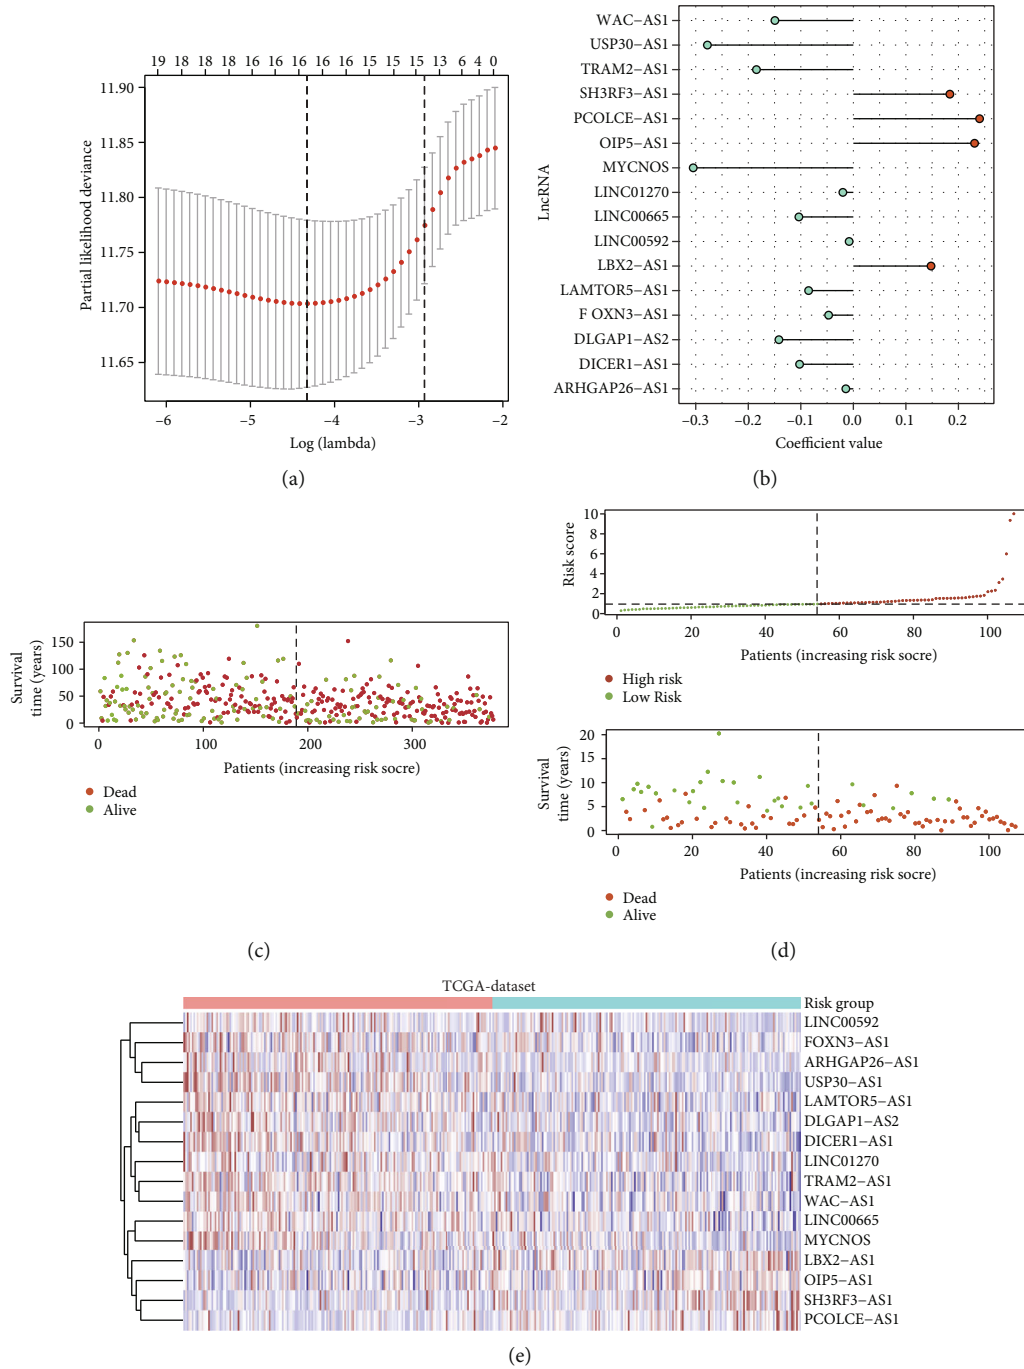 19 18 18 18 16 16 16 16 16 15 15 15 13 6 4 0
11.90
11.85
11.80
11.75
11.70
11.65
Partial likelihood deviance
−6 −5 −4 −3 −2
Log (lambda)
(a)
WAC−AS1
USP30−AS1
TRAM2−AS1
SH3RF3−AS1
PCOLCE−AS1
OIP5−AS1
MYCNOS
LINC01270
LINC00665
LINC00592
LBX2−AS1
LAMTOR5−AS1
F OXN3−AS1
DLGAP1−AS2
DICER1−AS1
ARHGAP26−AS1
LncRNA
−0.3 −0.2 −0.1 0.0 0.1 0.2
Coefficient value
(b)
150
100
50
0
Survival
time (years)
0 100 200 300
Patients (increasing risk socre)
Dead
Alive
(c)
10
8
6
4
2
0
Risk score
0 20 40 60 80 100
Patients (increasing risk socre)
High risk
Low Risk
20
15
10
5
0
Survival
time (years)
0 20 40 60 80 100
Patients (increasing risk socre)
Dead
Alive
(d)
TCGA-dataset
Risk group
LINC00592
FOXN3−AS1
ARHGAP26−AS1
USP30−AS1
LAMTOR5−AS1
DLGAP1−AS2
DICER1−AS1
LINC01270
TRAM2−AS1
WAC−AS1
LINC00665
MYCNOS
LBX2−AS1
OIP5−AS1
SH3RF3−AS1
PCOLCE−AS1
(e)